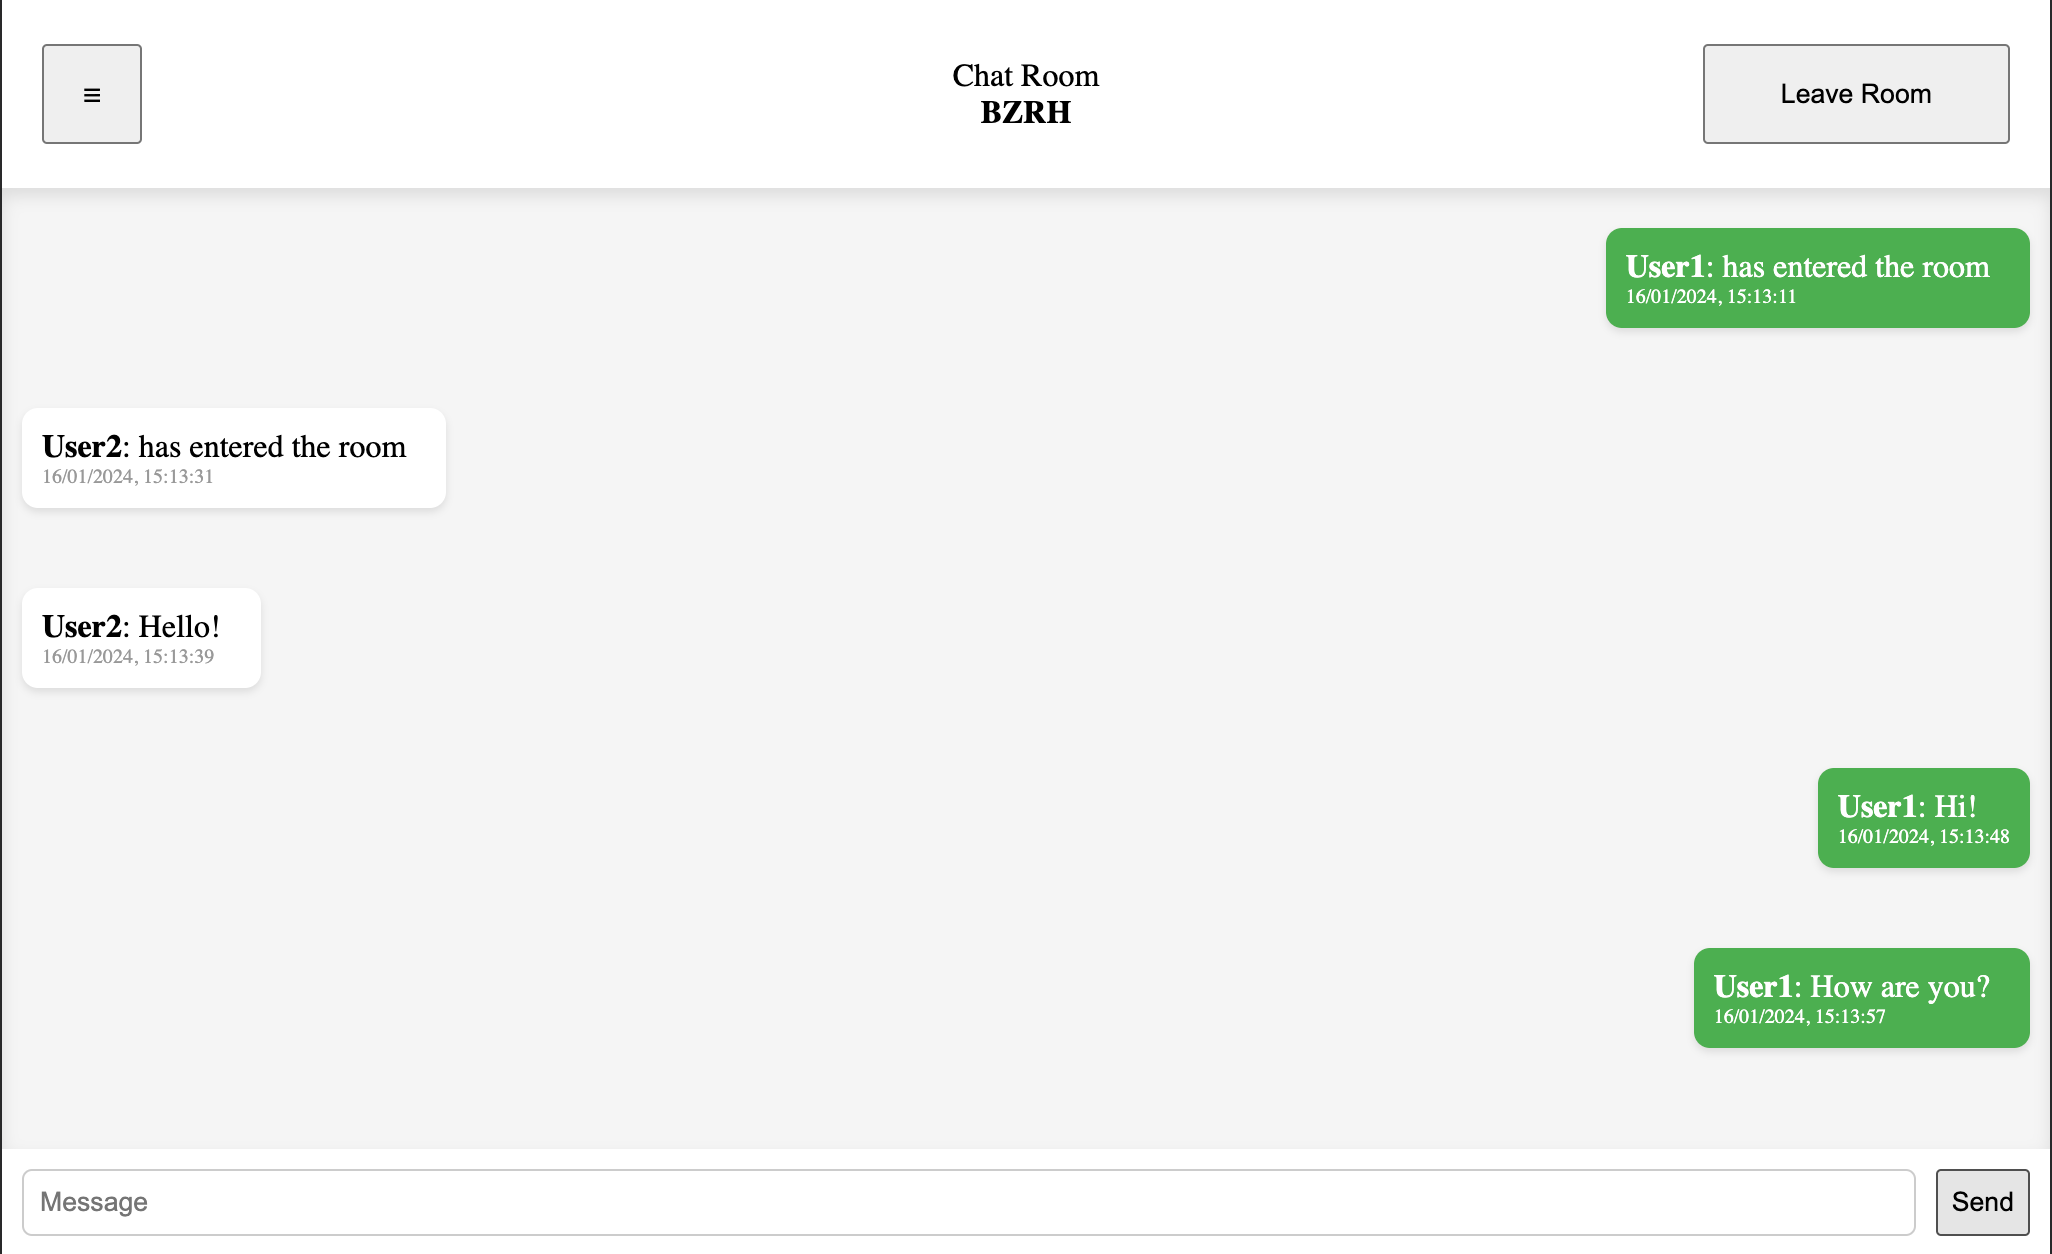 ≡
Chat Room
BZRH
Leave Room
User1: has entered the room
16/01/2024, 15:13:11
User2: has entered the room
16/01/2024, 15:13:31
User2: Hello!
16/01/2024, 15:13:39
User1: Hi!
16/01/2024, 15:13:48
User1: How are you?
16/01/2024, 15:13:57
Message
Send